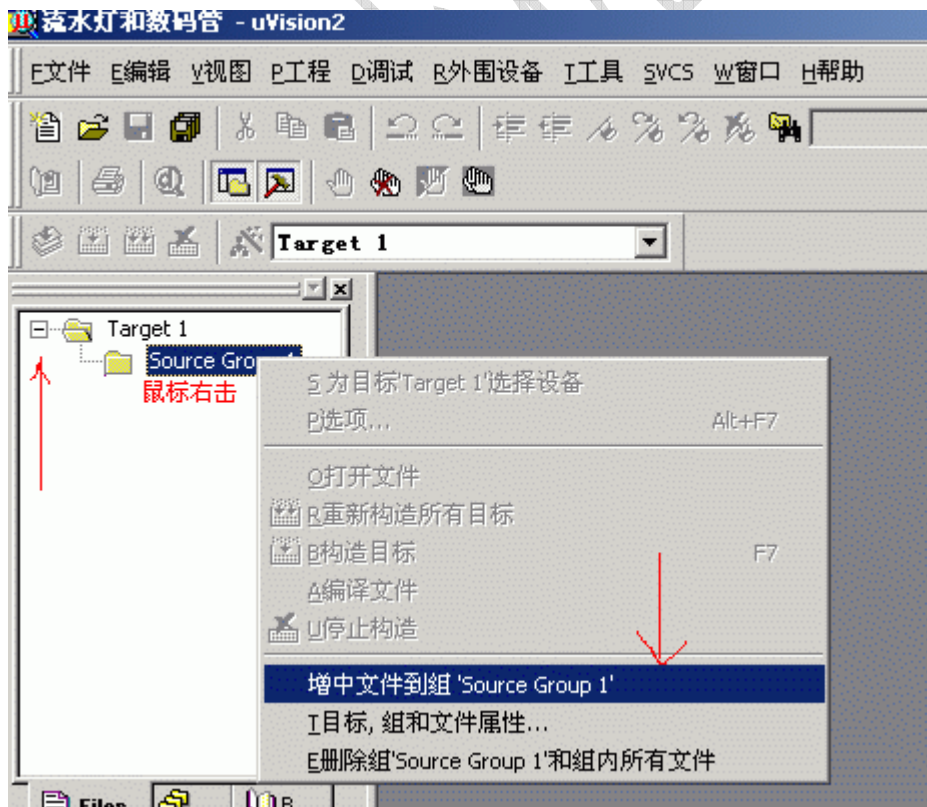 流水灯和数码管 - uVision2
F文件 E编辑 V视图 P工程 D调试 R外围设备 T工具 SVCS W窗口 H帮助
Target 1
Target 1
Source Gro
鼠标右击
S 为目标'Target 1'选择设备
P选项... Alt+F7
O打开文件
R重新构造所有目标
B构造目标 F7
A编译文件
U停止构造
增中文件到组 'Source Group 1'
T目标, 组和文件属性...
E删除组'Source Group 1'和组内所有文件